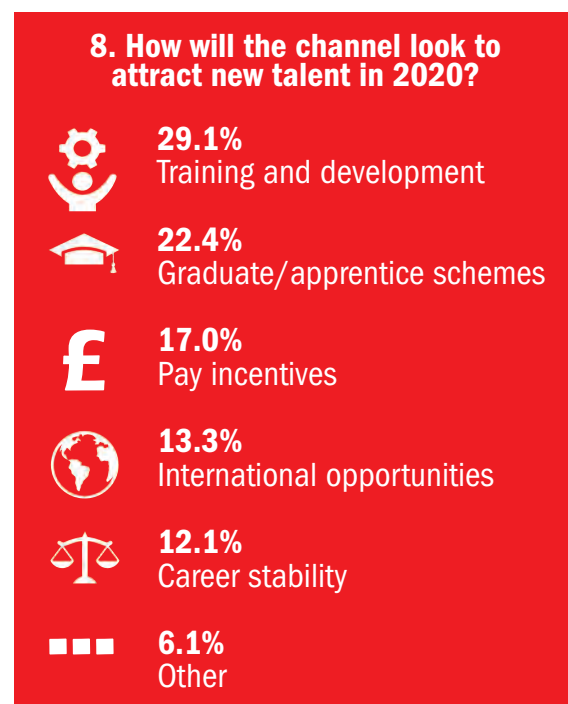 8. How will the channel look to
attract new talent in 2020?
29.1%
Training and development
22.4%
Graduate/apprentice schemes
£
17.0%
Pay incentives
13.3%
International opportunities
12.1%
Career stability
6.1%
Other